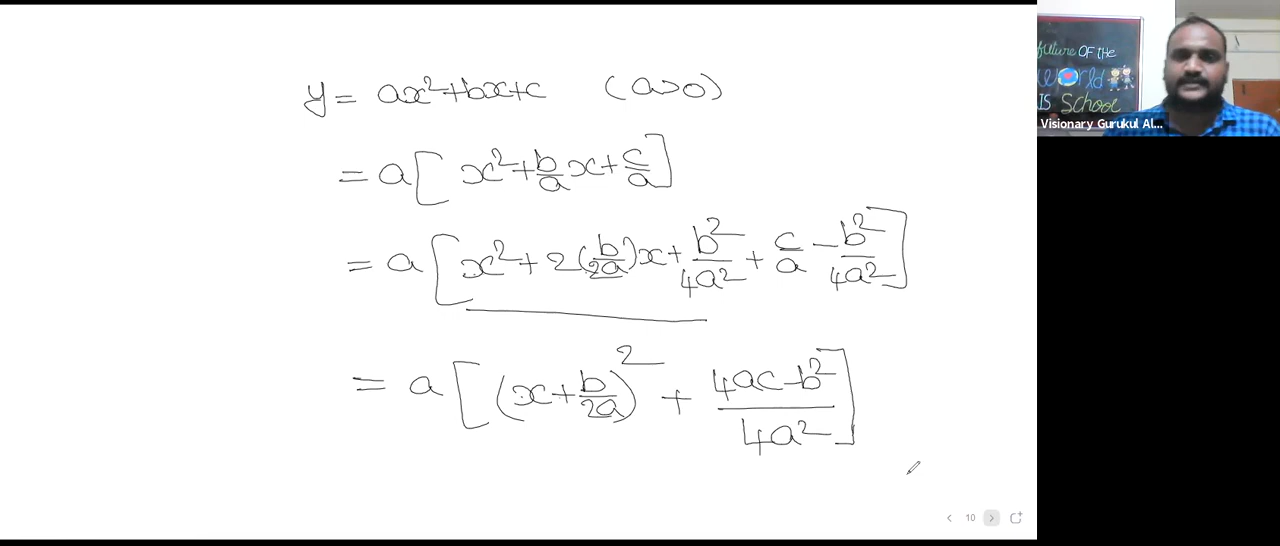 y = ax²+bx+c (a>0)
= a[ x²+b/a x+c/a ]
= a[ x²+2(b/2a)x+b²/4a² + c/a - b²/4a² ]
= a[ (x+b/2a)² + 4ac-b²/4a² ]
future OF the
World
IS School
Visionary Gurukul Al...
10